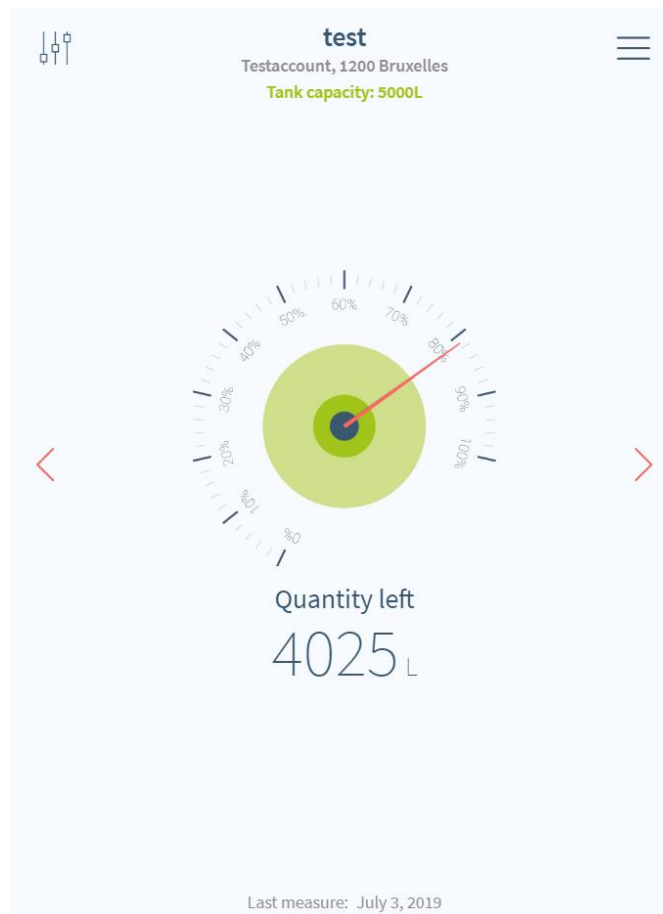 test
Testaccount, 1200 Bruxelles
Tank capacity: 5000L
0%
10%
20%
30%
40%
50%
60%
70%
80%
90%
100%
Quantity left
4025 L
Last measure: July 3, 2019